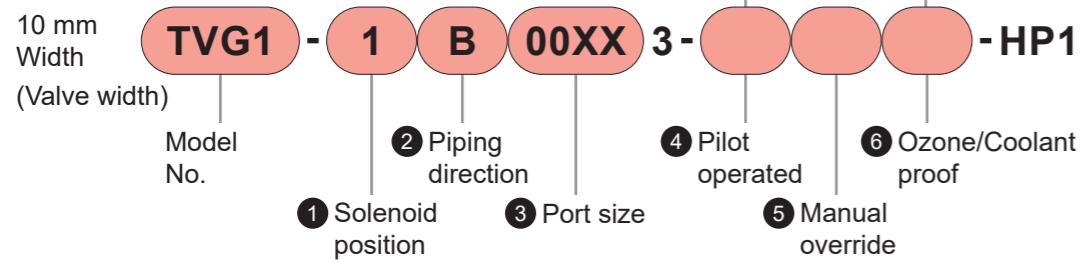 10 mm
Width
(Valve width)
TVG1 - 1 B 00XX 3 - - HP1
Model
No.
❷ Piping
direction
❹ Pilot
operated
❻ Ozone/Coolant
proof
❶ Solenoid
position
❸ Port size
❺ Manual
override